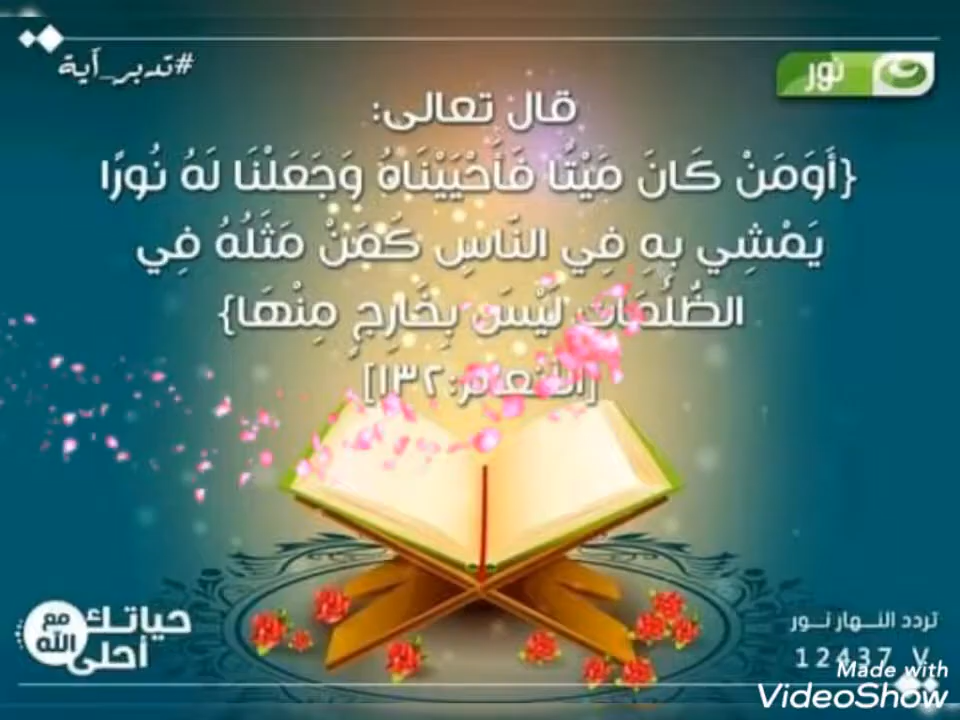 #تدبر_آية
نور
قال تعالى:
{أَوَمَنْ كَانَ مَيْتًا فَأَحْيَيْنَاهُ وَجَعَلْنَا لَهُ نُورًا
يَمْشِي بِهِ فِي النَّاسِ كَمَنْ مَثَلُهُ فِي
الظُّلُمَاتِ لَيْسَ بِخَارِجٍ مِنْهَا}
[الأنعام:١٣٢]
حياتك
مع الله
أحلى
تردد النهار نور
12437 V
Made with
VideoShow